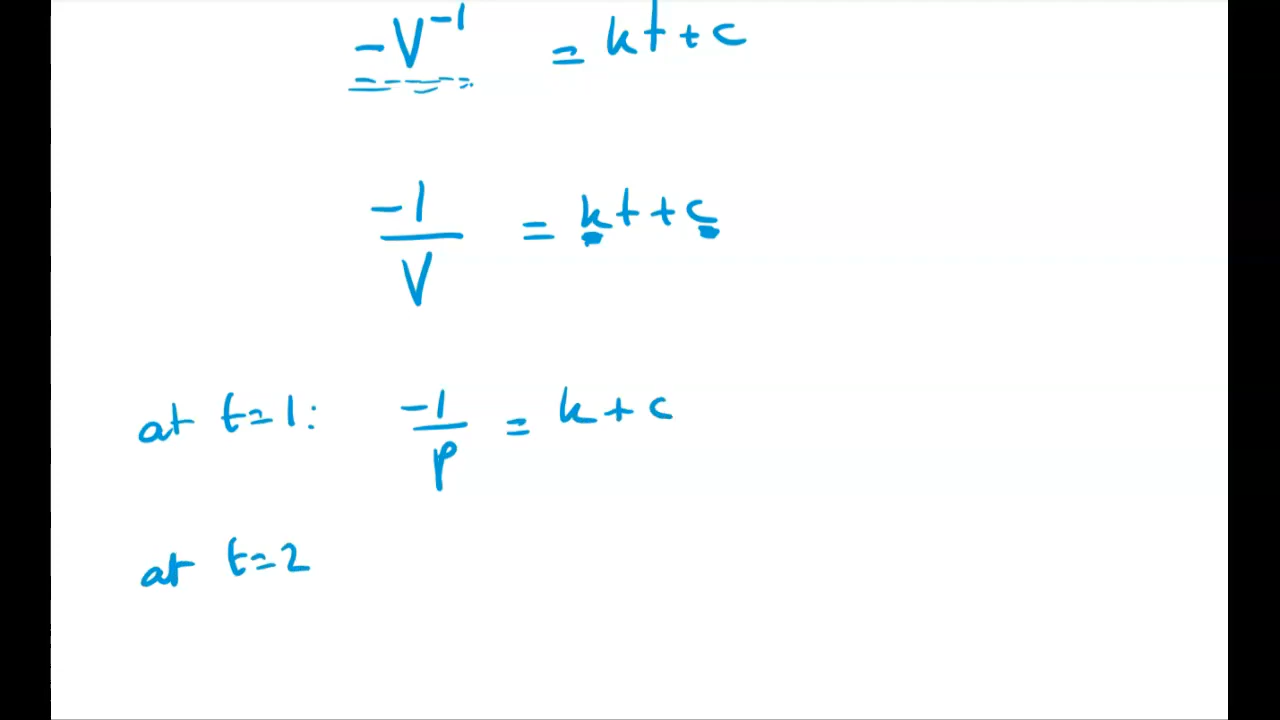 -V⁻¹ = kt + c
-1/V = kt + c
at t=1: -1/p = k + c
at t=2